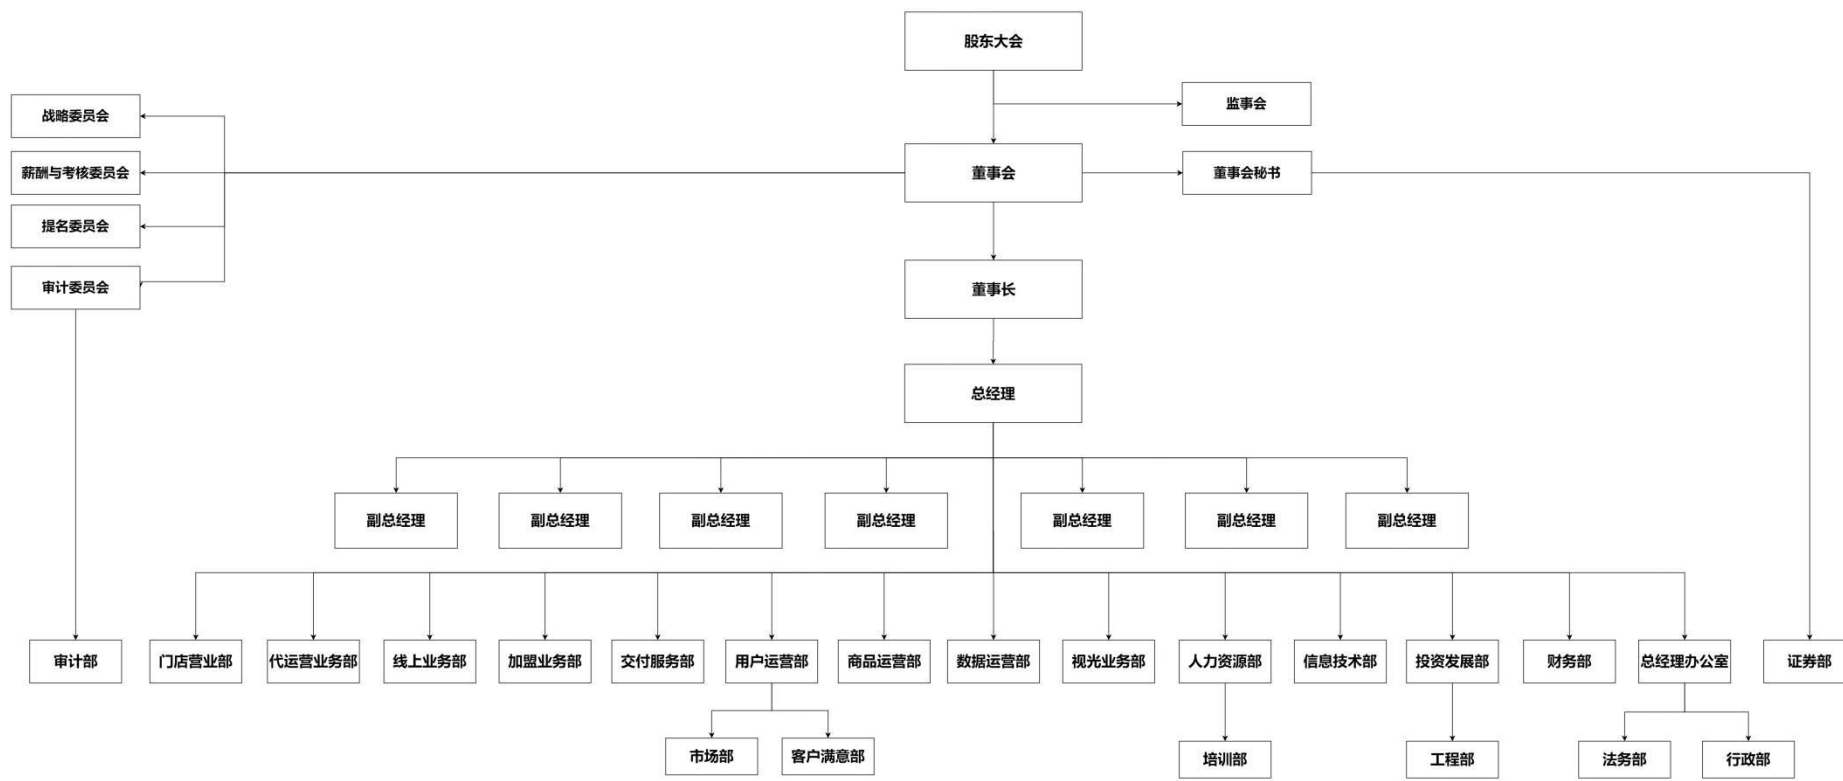 股东大会
监事会
战略委员会
薪酬与考核委员会
董事会
董事会秘书
提名委员会
审计委员会
董事长
总经理
副总经理
副总经理
副总经理
副总经理
副总经理
副总经理
副总经理
审计部
门店营业部
代运营业务部
线上业务部
加盟业务部
交付服务部
用户运营部
商品运营部
数据运营部
视光业务部
人力资源部
信息技术部
投资发展部
财务部
总经理办公室
证券部
市场部
客户满意部
培训部
工程部
法务部
行政部